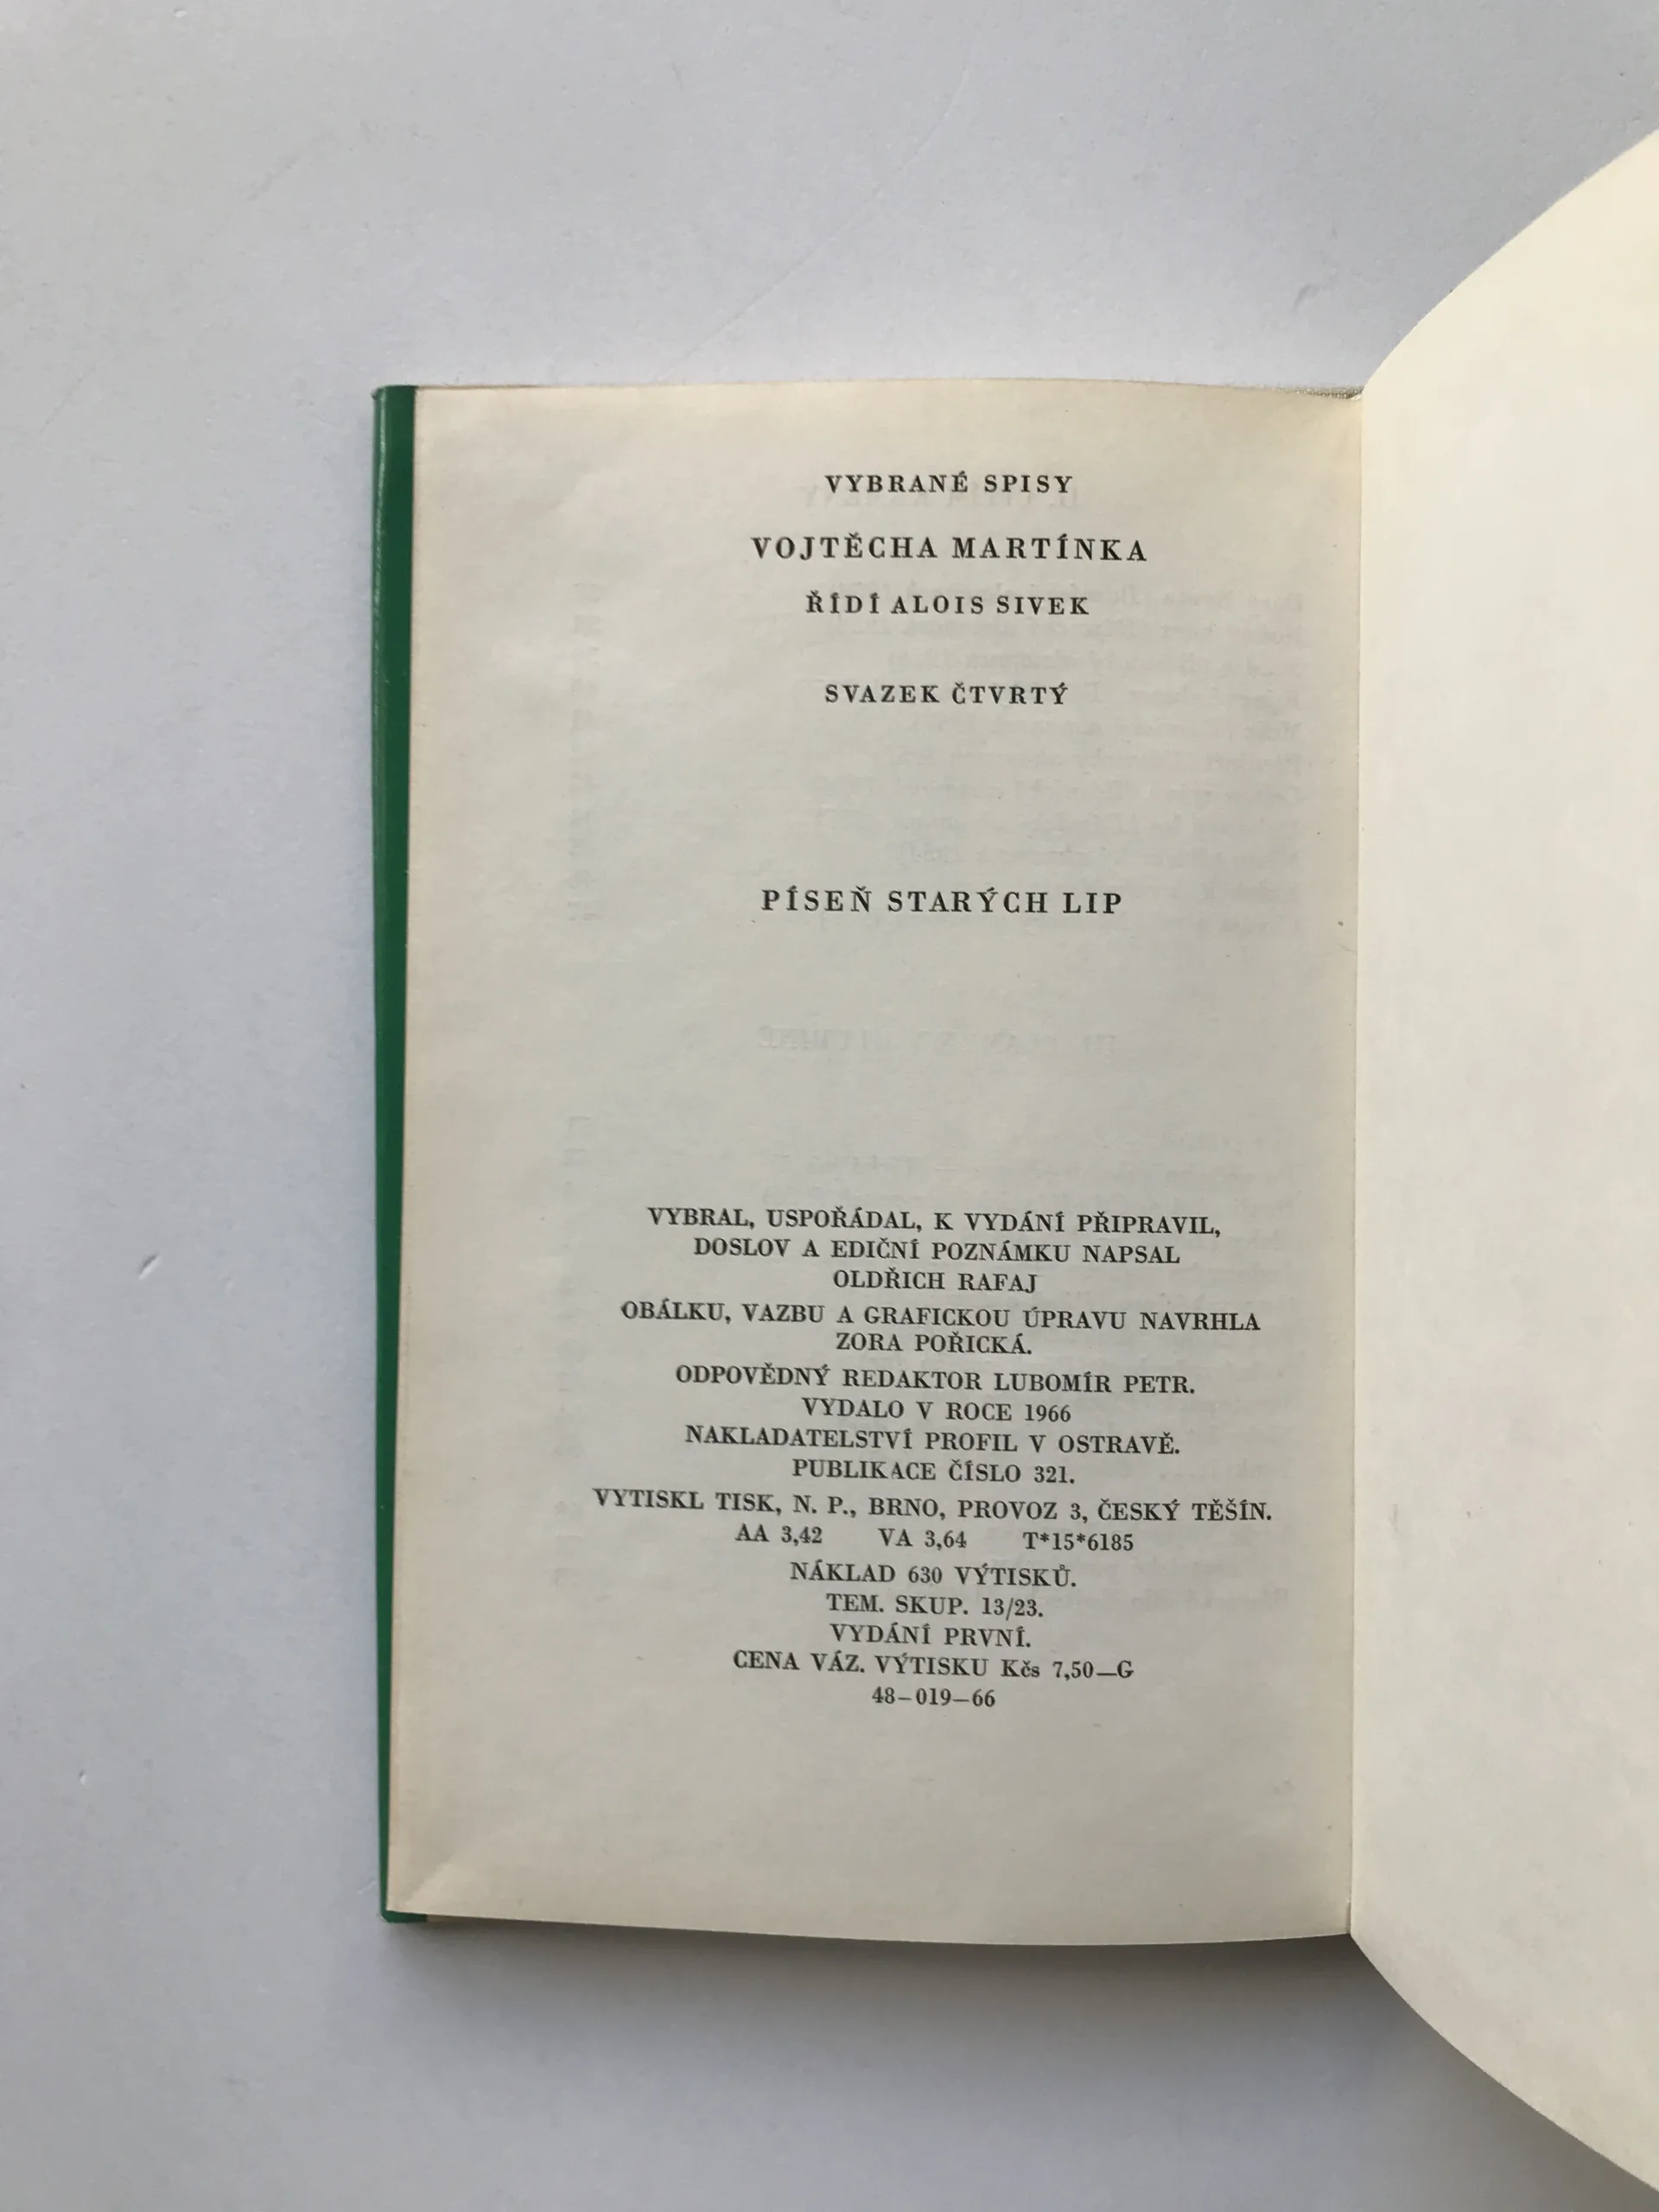 VYBRANÉ SPISY
VOJTĚCHA MARTÍNKA
ŘÍDÍ ALOIS SIVEK
SVAZEK ČTVRTÝ
PÍSEŇ STARÝCH LIP
VYBRAL, USPOŘÁDAL, K VYDÁNÍ PŘIPRAVIL,
DOSLOV A EDIČNÍ POZNÁMKU NAPSAL
OLDŘICH RAFAJ
OBÁLKU, VAZBU A GRAFICKOU ÚPRAVU NAVRHLA
ZORA POŘICKÁ.
ODPOVĚDNÝ REDAKTOR LUBOMÍR PETR.
VYDALO V ROCE 1966
NAKLADATELSTVÍ PROFIL V OSTRAVĚ.
PUBLIKACE ČÍSLO 321.
VYTISKL TISK, N. P., BRNO, PROVOZ 3, ČESKÝ TĚŠÍN.
AA 3,42 VA 3,64 T*15*6185
NÁKLAD 630 VÝTISKŮ.
TEM. SKUP. 13/23.
VYDÁNÍ PRVNÍ.
CENA VÁZ. VÝTISKU Kčs 7,50—G
48–019–66